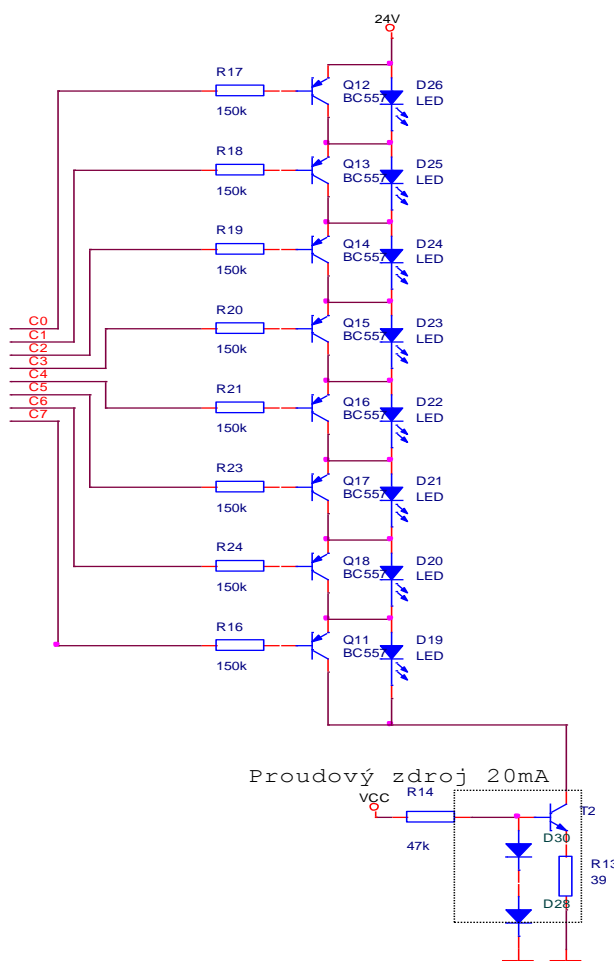 24V
R17
150k
Q12
BC557
D26
LED
R18
150k
Q13
BC557
D25
LED
R19
150k
Q14
BC557
D24
LED
C0
C1
C2
C3
C4
C5
C6
C7
R20
150k
Q15
BC557
D23
LED
R21
150k
Q16
BC557
D22
LED
R23
150k
Q17
BC557
D21
LED
R24
150k
Q18
BC557
D20
LED
R16
150k
Q11
BC557
D19
LED
Proudový zdroj 20mA
VCC
R14
47k
T2
D30
R13
39
D28